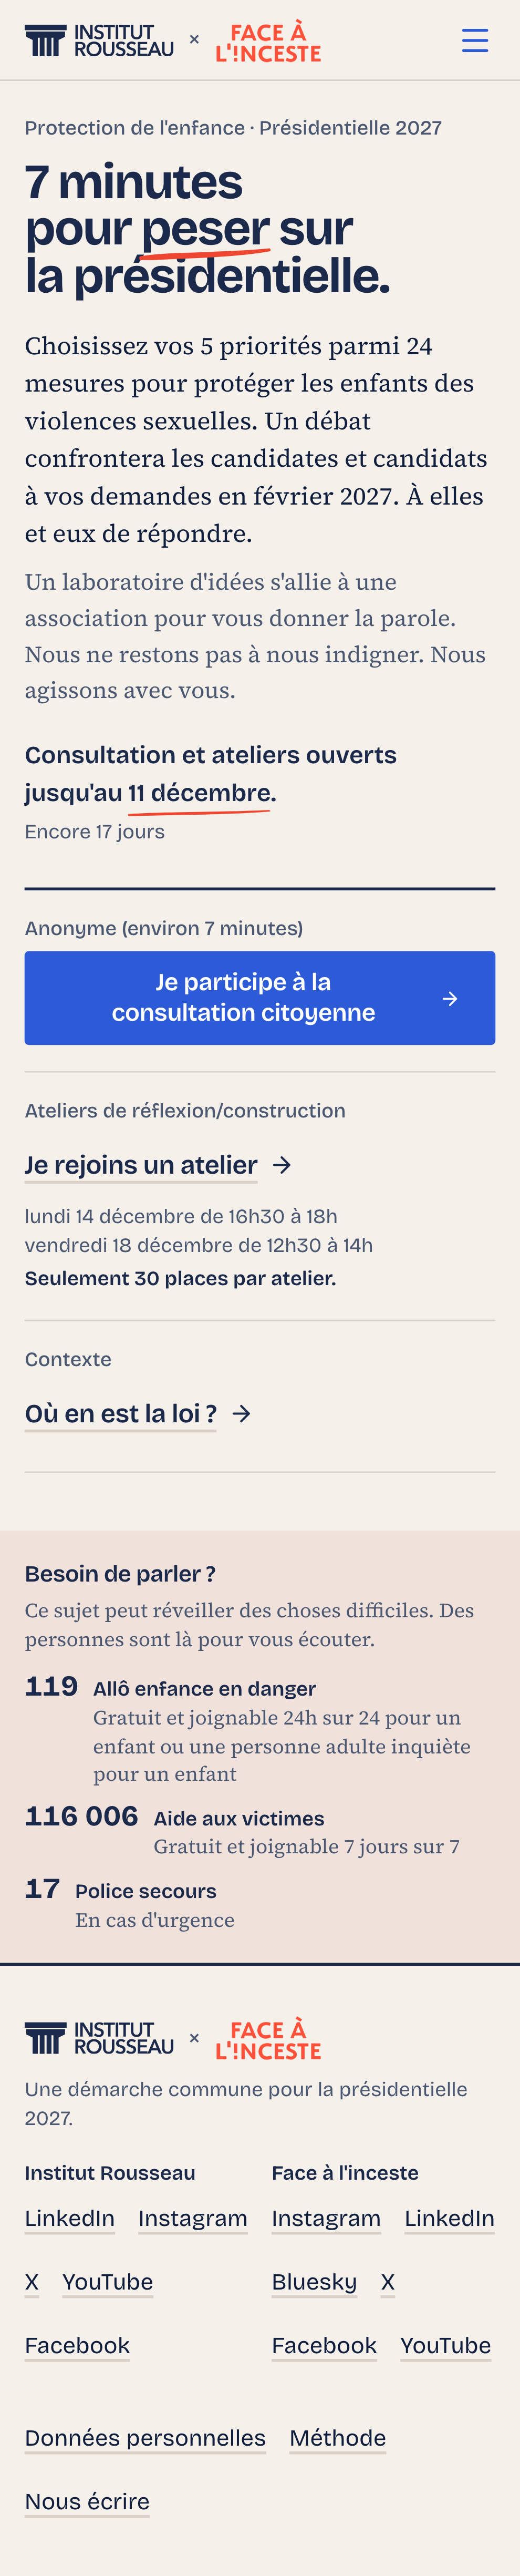 INSTITUT
ROUSSEAU
×
FACE À
L'!NCESTE
Protection de l'enfance · Présidentielle 2027
7 minutes
pour peser sur
la présidentielle.
Choisissez vos 5 priorités parmi 24
mesures pour protéger les enfants des
violences sexuelles. Un débat
confrontera les candidates et candidats
à vos demandes en février 2027. À elles
et eux de répondre.
Un laboratoire d'idées s'allie à une
association pour vous donner la parole.
Nous ne restons pas à nous indigner. Nous
agissons avec vous.
Consultation et ateliers ouverts
jusqu'au 11 décembre.
Encore 17 jours
Anonyme (environ 7 minutes)
Je participe à la
consultation citoyenne →
Ateliers de réflexion/construction
Je rejoins un atelier →
lundi 14 décembre de 16h30 à 18h
vendredi 18 décembre de 12h30 à 14h
Seulement 30 places par atelier.
Contexte
Où en est la loi ? →
Besoin de parler ?
Ce sujet peut réveiller des choses difficiles. Des
personnes sont là pour vous écouter.
119 Allô enfance en danger
Gratuit et joignable 24h sur 24 pour un
enfant ou une personne adulte inquiète
pour un enfant
116 006 Aide aux victimes
Gratuit et joignable 7 jours sur 7
17 Police secours
En cas d'urgence
INSTITUT
ROUSSEAU
×
FACE À
L'!NCESTE
Une démarche commune pour la présidentielle
2027.
Institut Rousseau
LinkedIn Instagram
X YouTube
Facebook
Face à l'inceste
Instagram LinkedIn
Bluesky X
Facebook YouTube
Données personnelles Méthode
Nous écrire